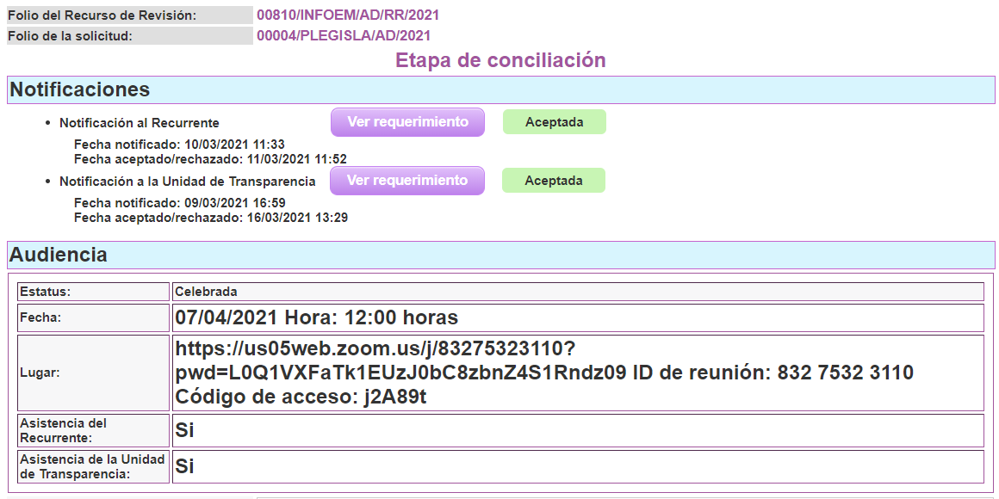 Folio del Recurso de Revisión: 00810/INFOEM/AD/RR/2021
Folio de la solicitud: 00004/PLEGISLA/AD/2021
Etapa de conciliación
Notificaciones
• Notificación al Recurrente Ver requerimiento Aceptada
Fecha notificado: 10/03/2021 11:33
Fecha aceptado/rechazado: 11/03/2021 11:52
• Notificación a la Unidad de Transparencia Ver requerimiento Aceptada
Fecha notificado: 09/03/2021 16:59
Fecha aceptado/rechazado: 16/03/2021 13:29
Audiencia
Estatus: Celebrada
Fecha: 07/04/2021 Hora: 12:00 horas
Lugar:
https://us05web.zoom.us/j/83275323110?
pwd=L0Q1VXFaTk1EUzJ0bC8zbnZ4S1Rndz09 ID de reunión: 832 7532 3110
Código de acceso: j2A89t
Asistencia del
Recurrente:
Si
Asistencia de la Unidad
de Transparencia:
Si